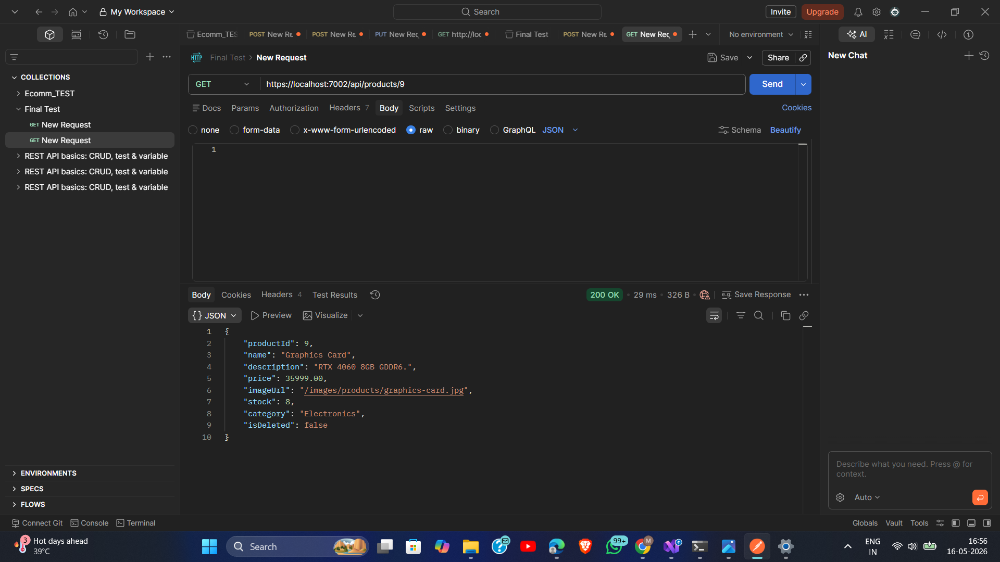 My Workspace
Search
Invite
Upgrade
Ecomm_TES
POST New Re
POST New Re
PUT New Rec
GET http://loc
Final Test
POST New Re
GET New Rec
No environment
AI
Final Test > New Request
Save
Share
New Chat
COLLECTIONS
Ecomm_TEST
Final Test
GET New Request
GET New Request
REST API basics: CRUD, test & variable
REST API basics: CRUD, test & variable
REST API basics: CRUD, test & variable
HTTP
GET
https://localhost:7002/api/products/9
Send
Docs
Params
Authorization
Headers 7
Body
Scripts
Settings
Cookies
none
form-data
x-www-form-urlencoded
raw
binary
GraphQL
JSON
Schema
Beautify
1
Body
Cookies
Headers 4
Test Results
200 OK
29 ms
326 B
e.g. Save Response
{} JSON
Preview
Visualize
1 {
2 "productId": 9,
3 "name": "Graphics Card",
4 "description": "RTX 4060 8GB GDDR6.",
5 "price": 35999.00,
6 "imageUrl": "/images/products/graphics-card.jpg",
7 "stock": 8,
8 "category": "Electronics",
9 "isDeleted": false
10 }
Describe what you need. Press @ for
context.
Auto
ENVIRONMENTS
SPECS
FLOWS
Connect Git
Console
Terminal
Globals
Vault
Tools
3
Hot days ahead
39°C
Search
99+
M
ENG
IN
16:56
16-05-2026